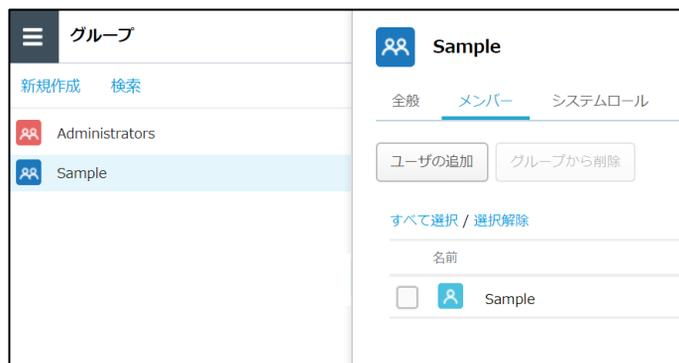 グループ
新規作成 検索
Administrators
Sample
Sample
全般 メンバー システムロール
ユーザの追加 グループから削除
すべて選択 / 選択解除
名前
Sample